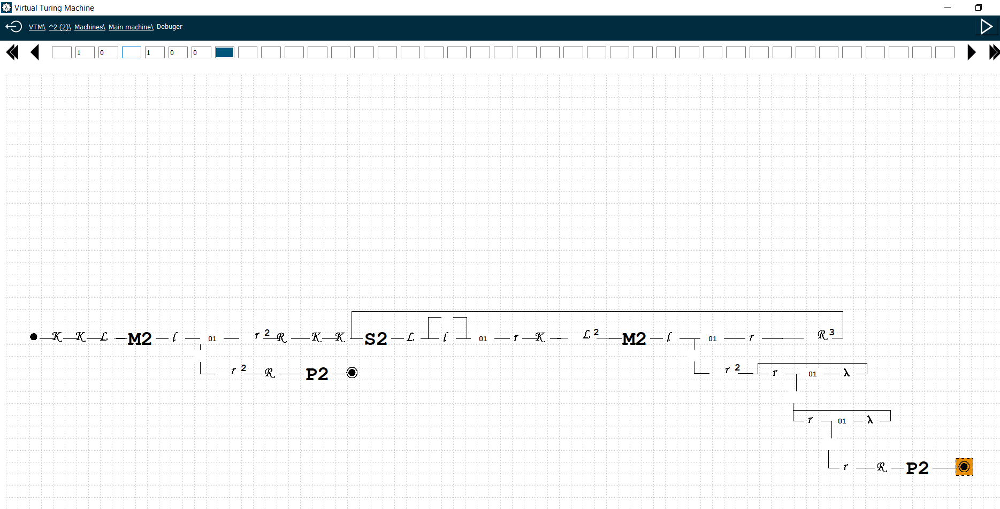 Virtual Turing Machine
VTM\ ^2 (2)\ Machines\ Main machine\ Debuger
1 0 1 0 0
K K L M2 l 01 r 2 R K K S2 L l 01 r K L 2 M2 l 01 r R 3
r 2 R P2 r 2 r 01 λ
r 01 λ
r R P2